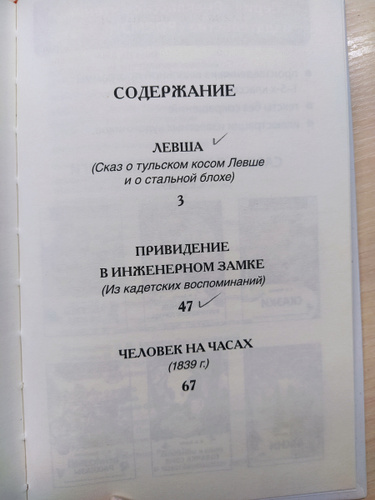 СОДЕРЖАНИЕ
ЛЕВША
(Сказ о тульском косом Левше
и о стальной блохе)
3
ПРИВИДЕНИЕ
В ИНЖЕНЕРНОМ ЗАМКЕ
(Из кадетских воспоминаний)
47
ЧЕЛОВЕК НА ЧАСАХ
(1839 г.)
67